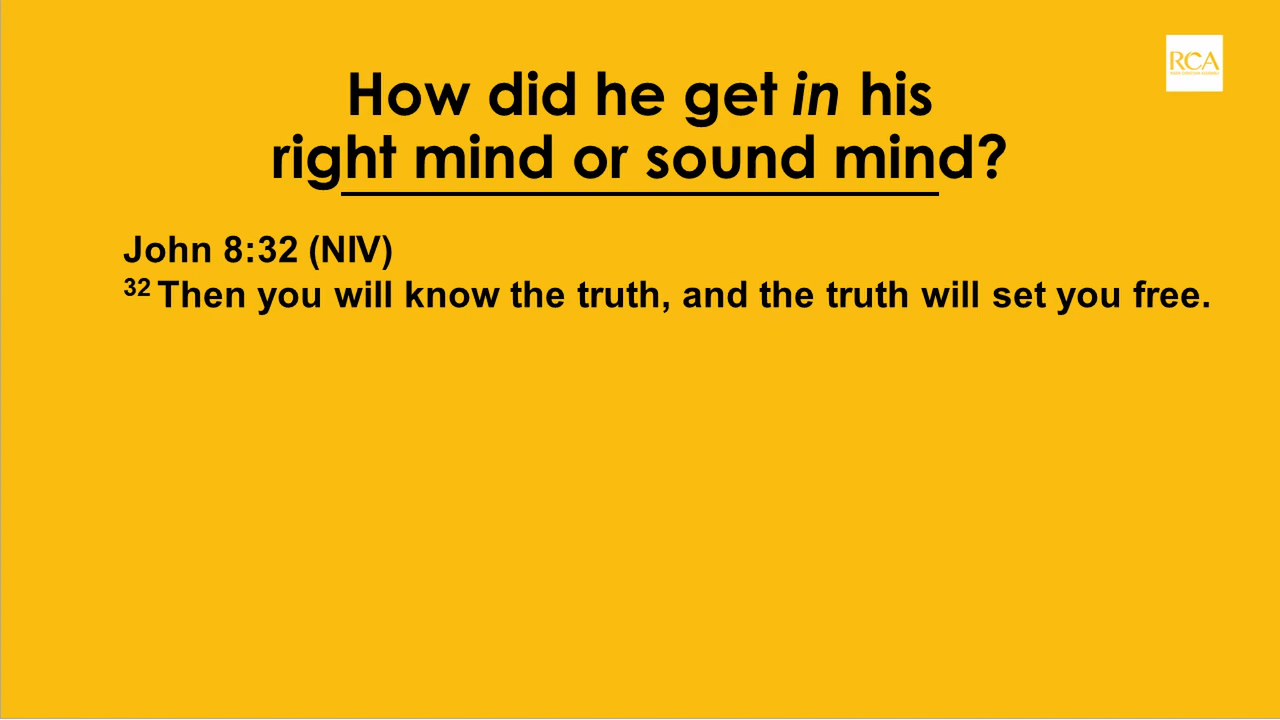 RCA
How did he get in his
right mind or sound mind?
John 8:32 (NIV)
32 Then you will know the truth, and the truth will set you free.